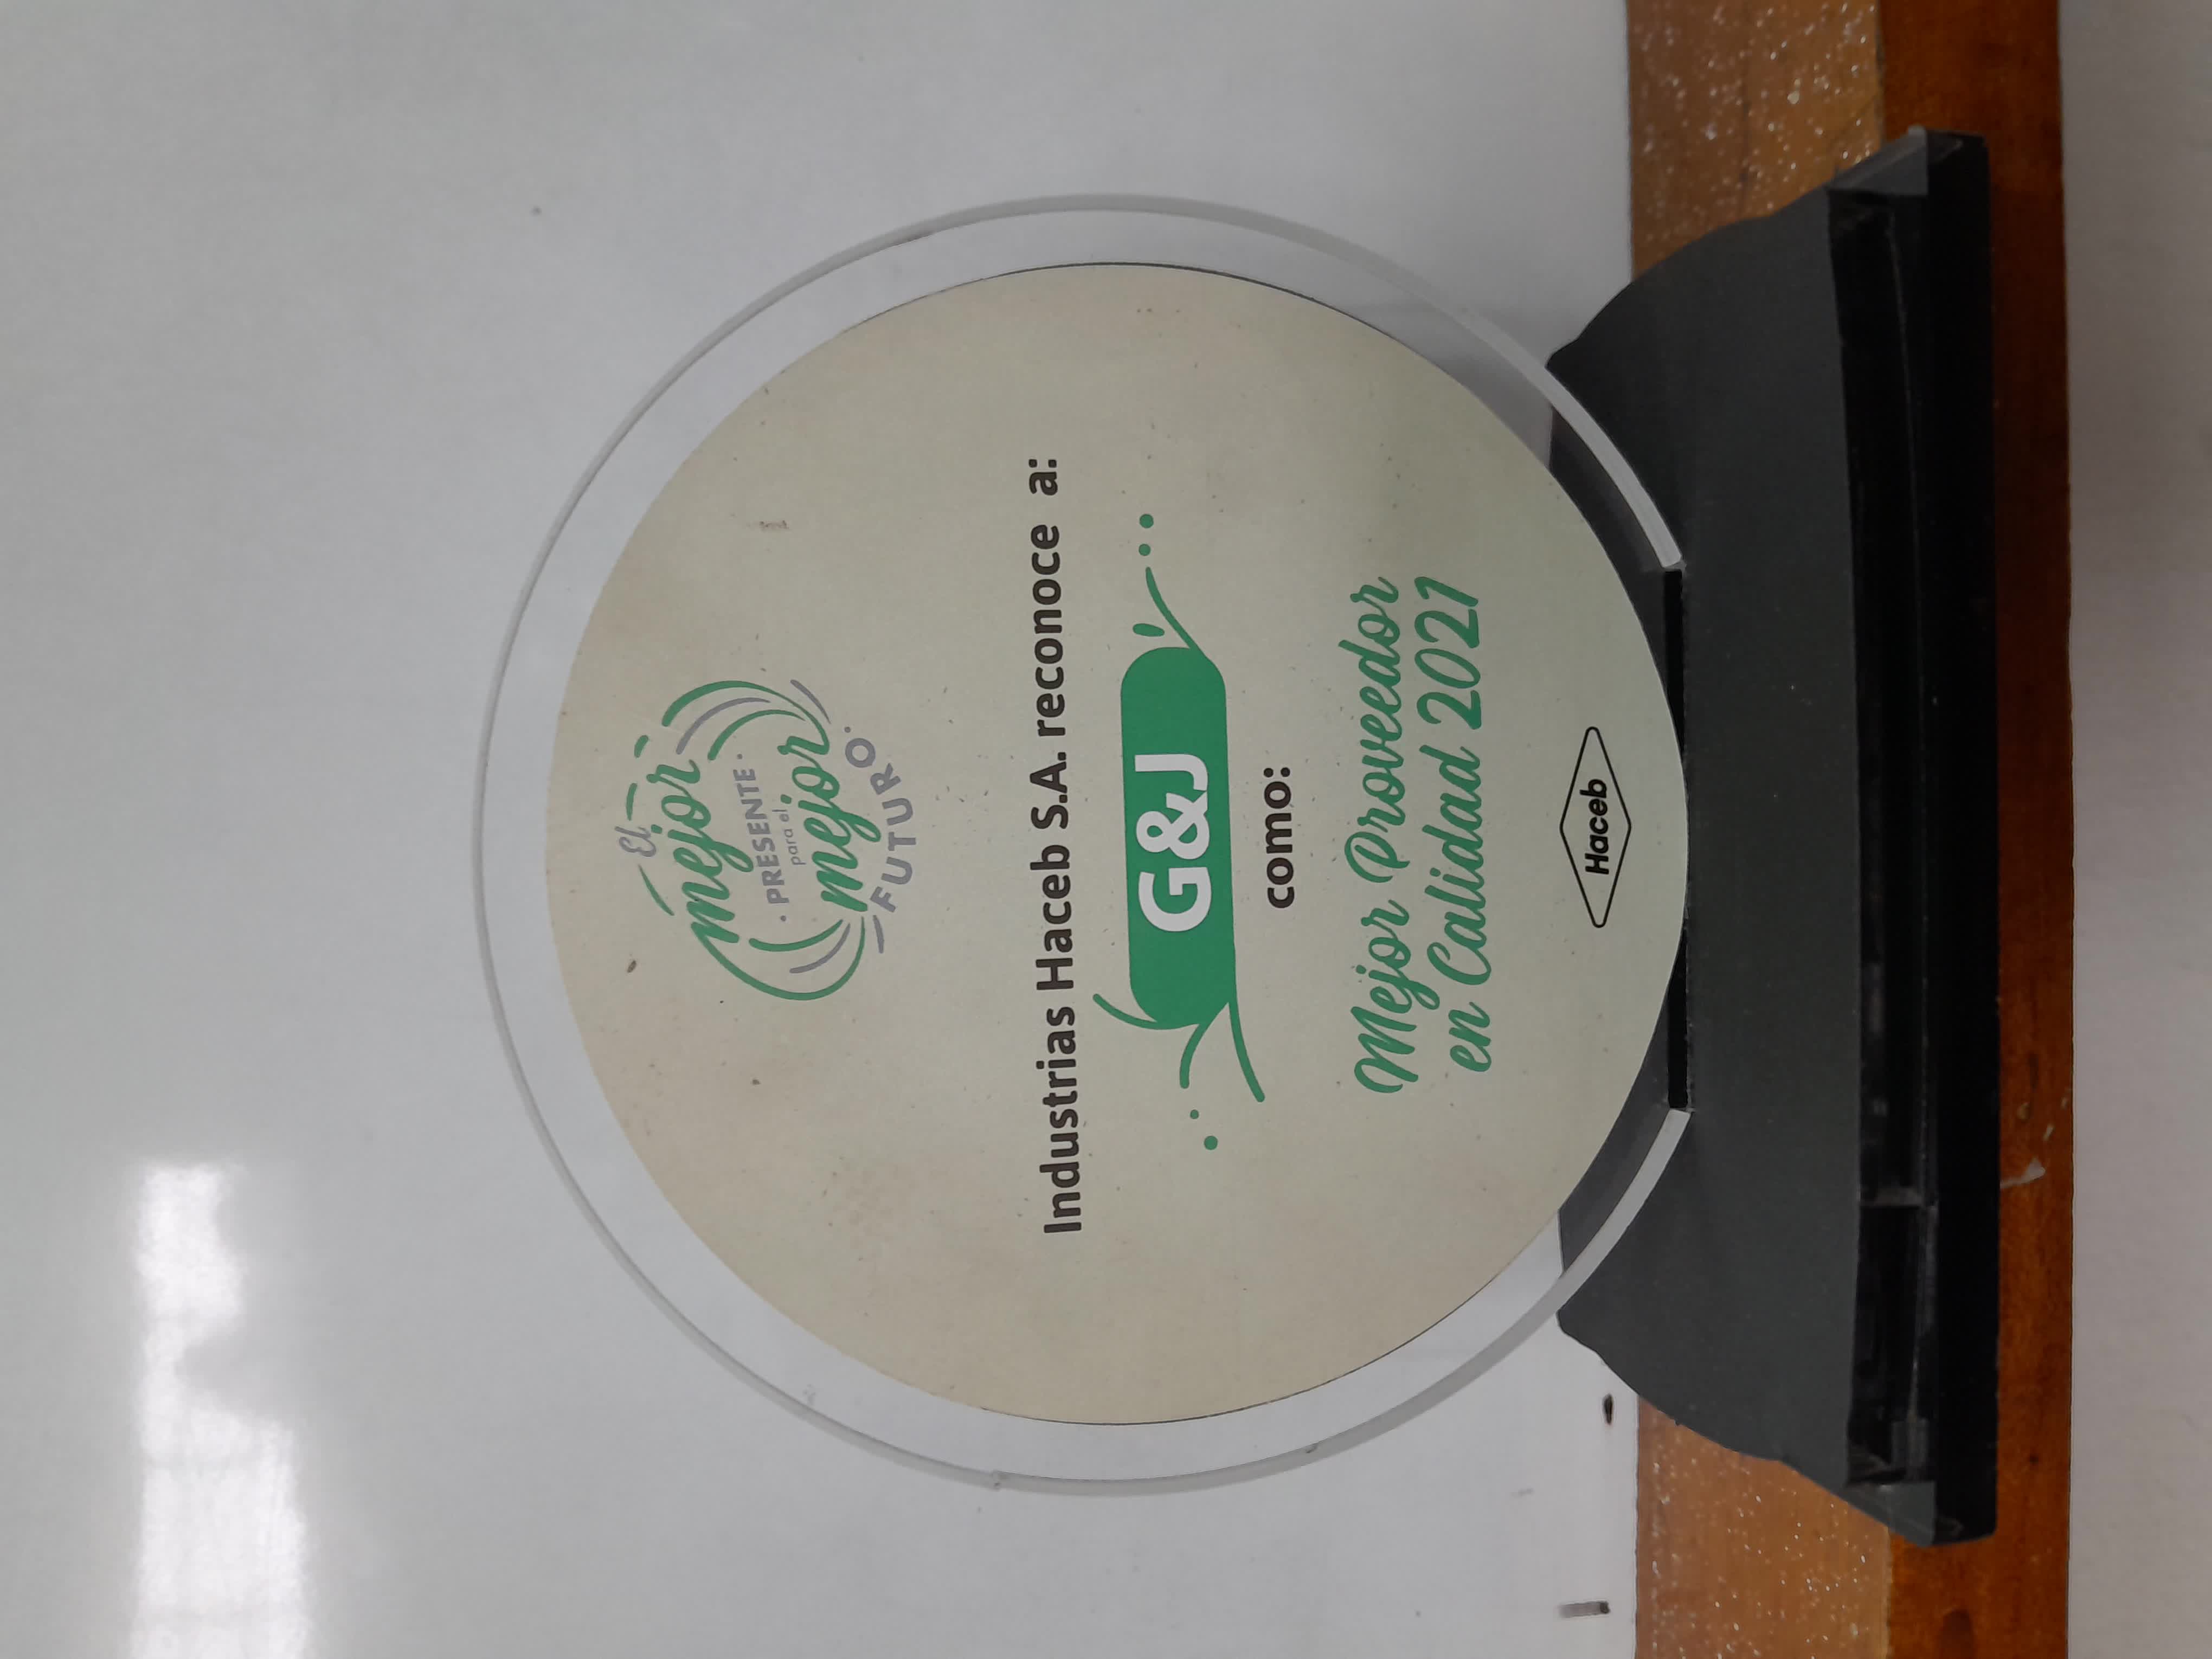 El
mejor
· PRESENTE ·
para el
mejor
FUTURO
Industrias Haceb S.A. reconoce a:
G&J
como:
Mejor Proveedor
en Calidad 2021
Haceb